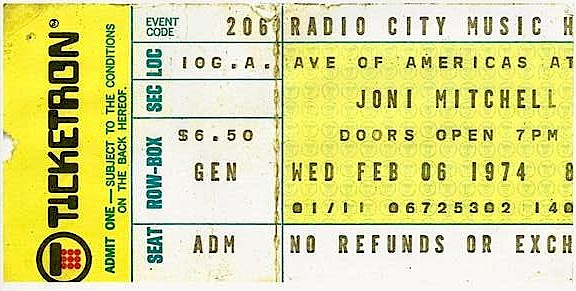 TICKETRON
ADMIT ONE—SUBJECT TO THE CONDITIONS
ON THE BACK HEREOF.
EVENT
CODE
SEC LOC
ROW-BOX
SEAT
206
10G.A.
$6.50
GEN
ADM
RADIO CITY MUSIC H
AVE OF AMERICAS AT
JONI MITCHELL
DOORS OPEN 7PM
WED FEB 06 1974 8
01/11 06725302 140
NO REFUNDS OR EXCH